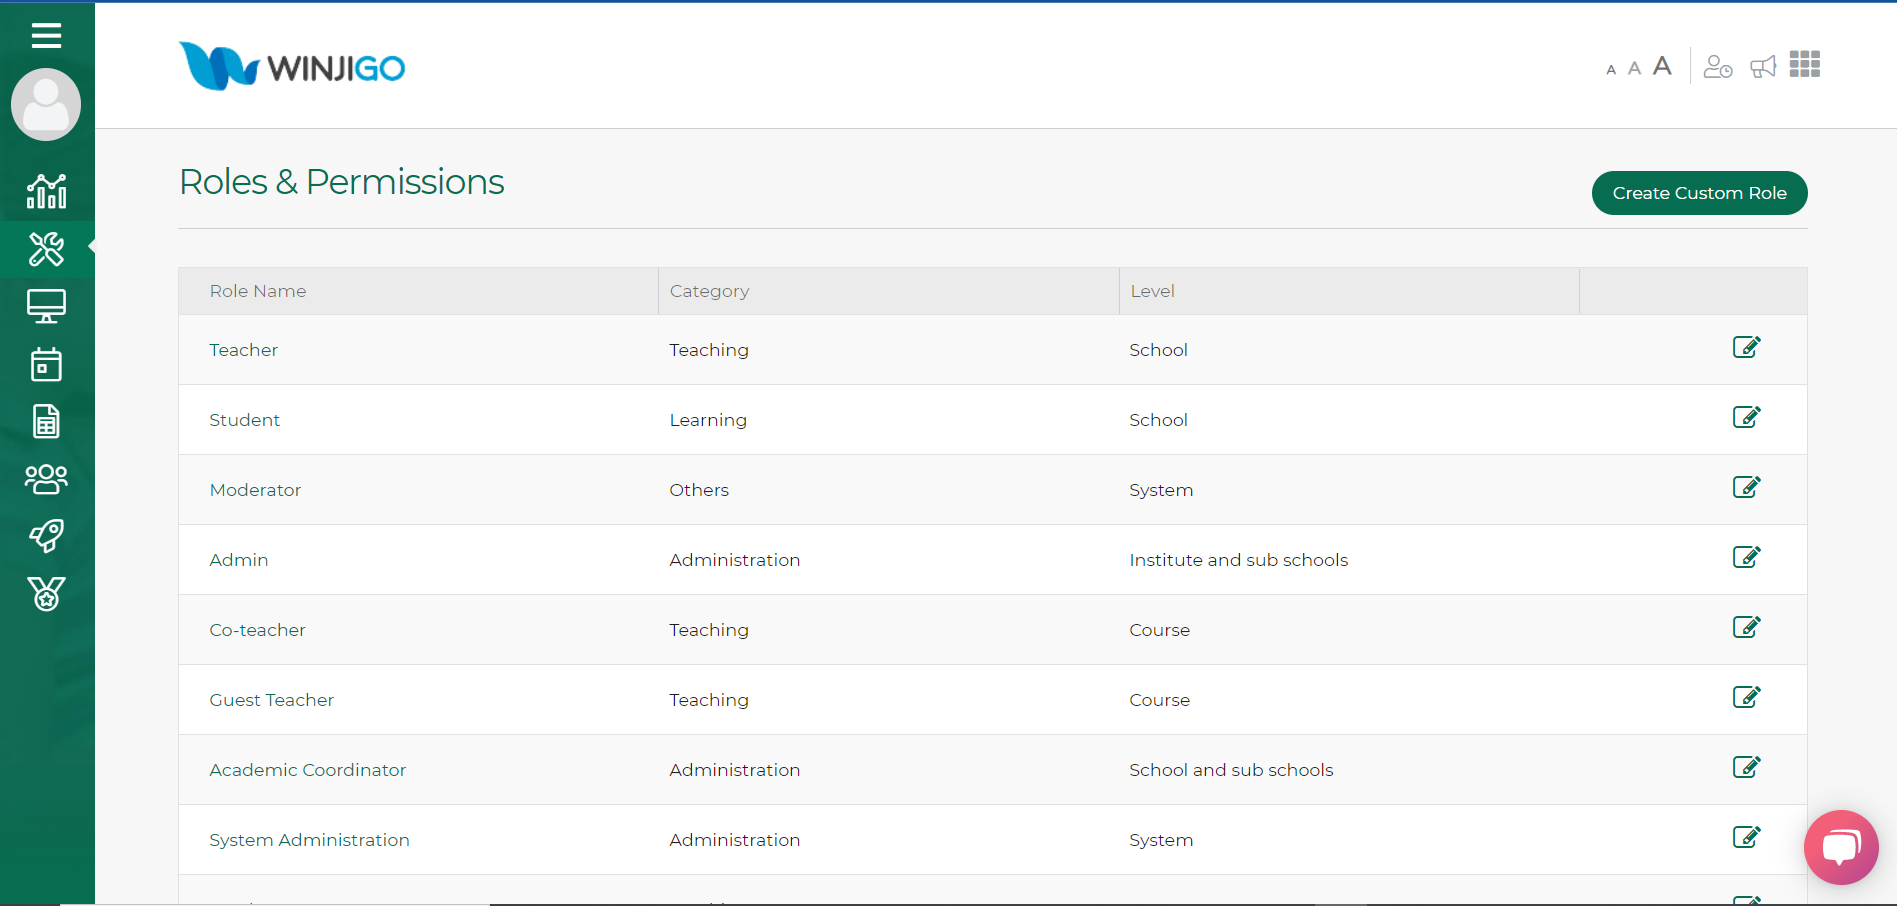 WINJIGO
A A A
Roles & Permissions
Create Custom Role
Role Name Category Level
Teacher Teaching School
Student Learning School
Moderator Others System
Admin Administration Institute and sub schools
Co-teacher Teaching Course
Guest Teacher Teaching Course
Academic Coordinator Administration School and sub schools
System Administration Administration System